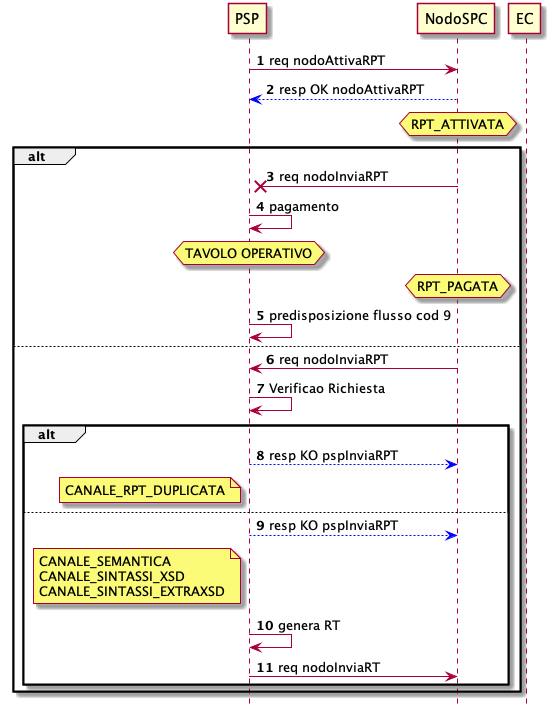 PSP
NodoSPC
EC
1 req nodoAttivaRPT
2 resp OK nodoAttivaRPT
RPT_ATTIVATA
alt
3 req nodoInviaRPT
4 pagamento
TAVOLO OPERATIVO
RPT_PAGATA
5 predisposizione flusso cod 9
6 req nodoInviaRPT
7 Verificao Richiesta
alt
8 resp KO pspInviaRPT
CANALE_RPT_DUPLICATA
9 resp KO pspInviaRPT
CANALE_SEMANTICA
CANALE_SINTASSI_XSD
CANALE_SINTASSI_EXTRAXSD
10 genera RT
11 req nodoInviaRT